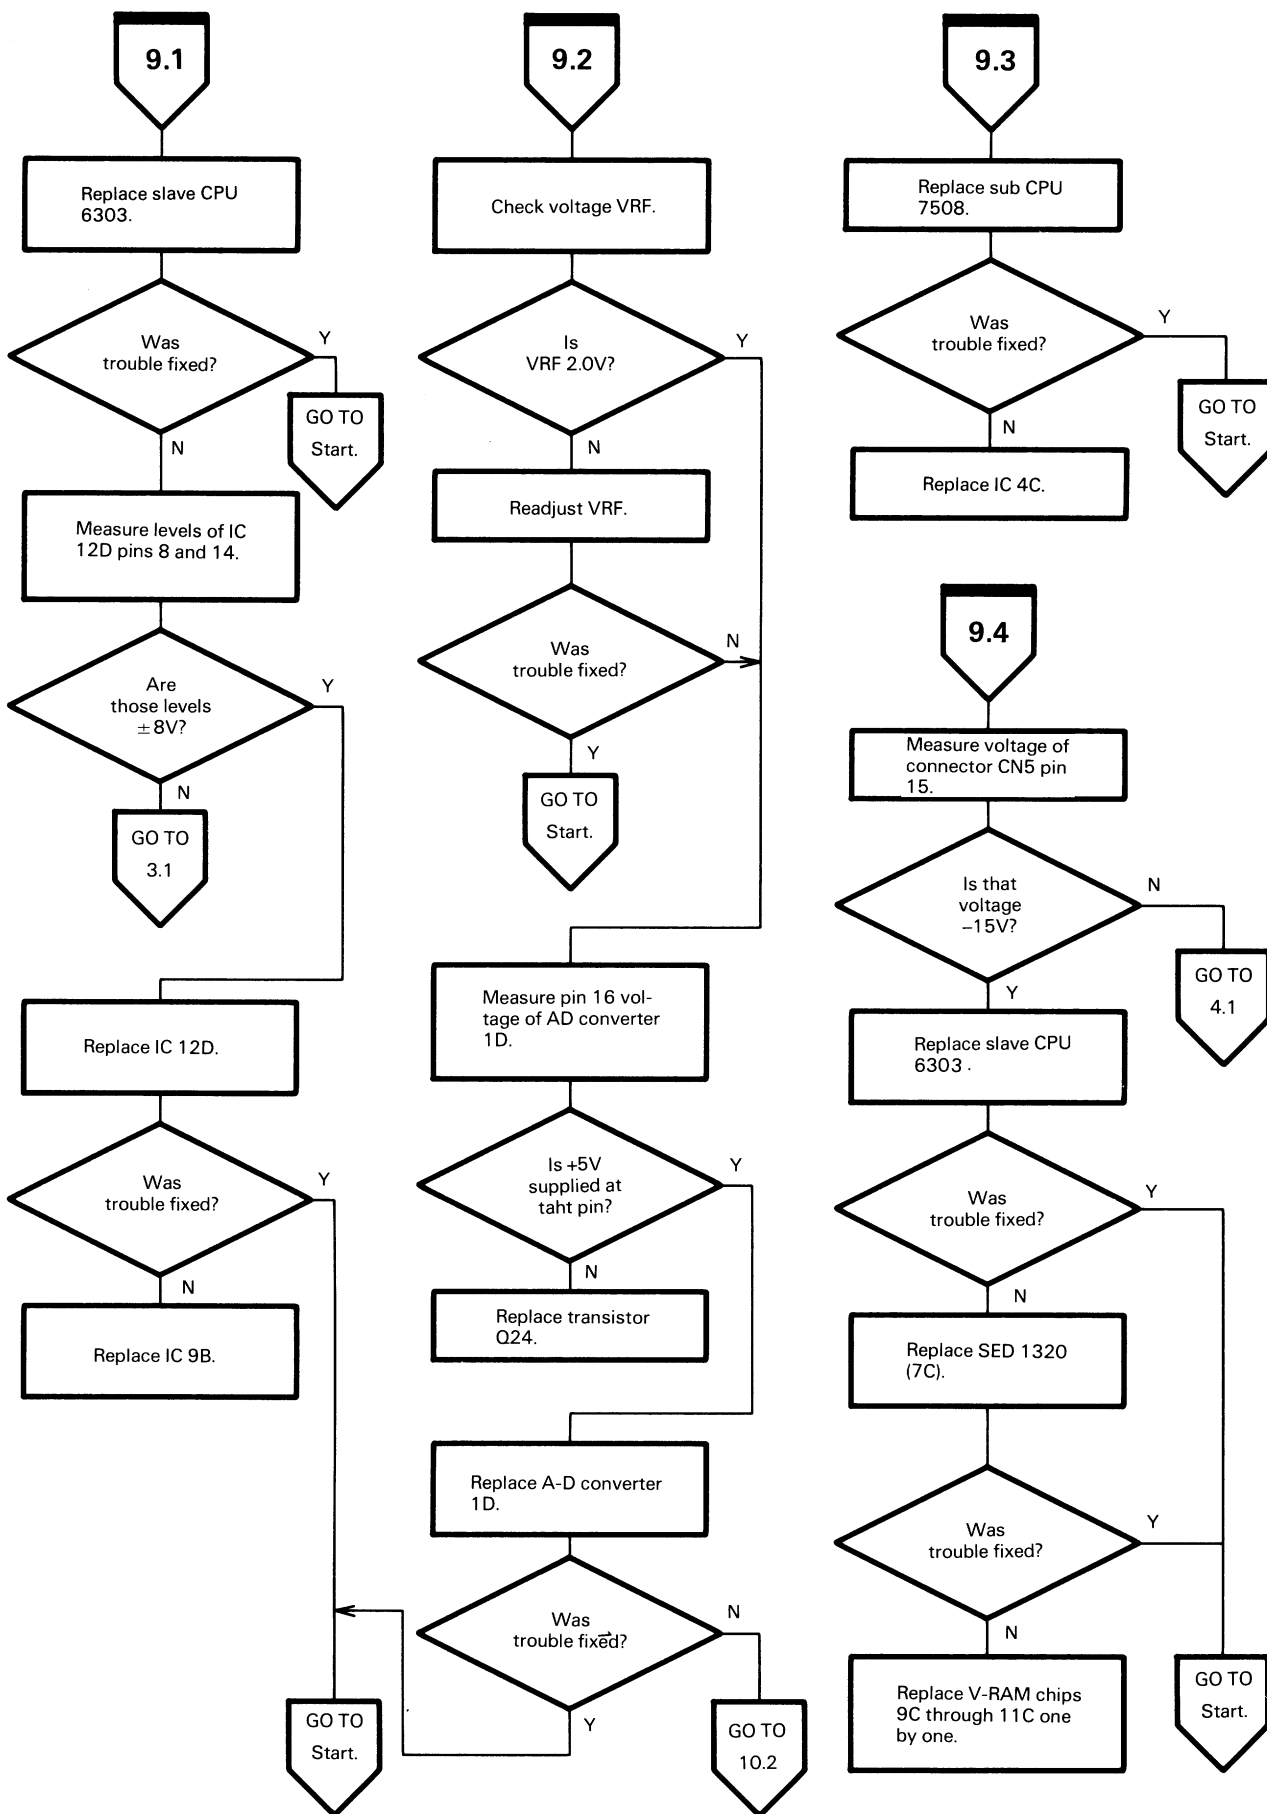 9.1
Replace slave CPU
6303.
Was
trouble fixed?
Y
GO TO
Start.
N
Measure levels of IC
12D pins 8 and 14.
Are
those levels
±8V?
Y
N
GO TO
3.1
Replace IC 12D.
Was
trouble fixed?
Y
N
Replace IC 9B.
GO TO
Start.
9.2
Check voltage VRF.
Is
VRF 2.0V?
Y
N
Readjust VRF.
Was
trouble fixed?
N
Y
GO TO
Start.
Measure pin 16 vol-
tage of AD converter
1D.
Is +5V
supplied at
taht pin?
Y
N
Replace transistor
Q24.
Replace A-D converter
1D.
Was
trouble fixed?
N
Y
GO TO
10.2
9.3
Replace sub CPU
7508.
Was
trouble fixed?
Y
GO TO
Start.
N
Replace IC 4C.
9.4
Measure voltage of
connector CN5 pin
15.
Is that
voltage
–15V?
N
GO TO
4.1
Y
Replace slave CPU
6303 .
Was
trouble fixed?
Y
N
Replace SED 1320
(7C).
Was
trouble fixed?
Y
N
Replace V-RAM chips
9C through 11C one
by one.
GO TO
Start.